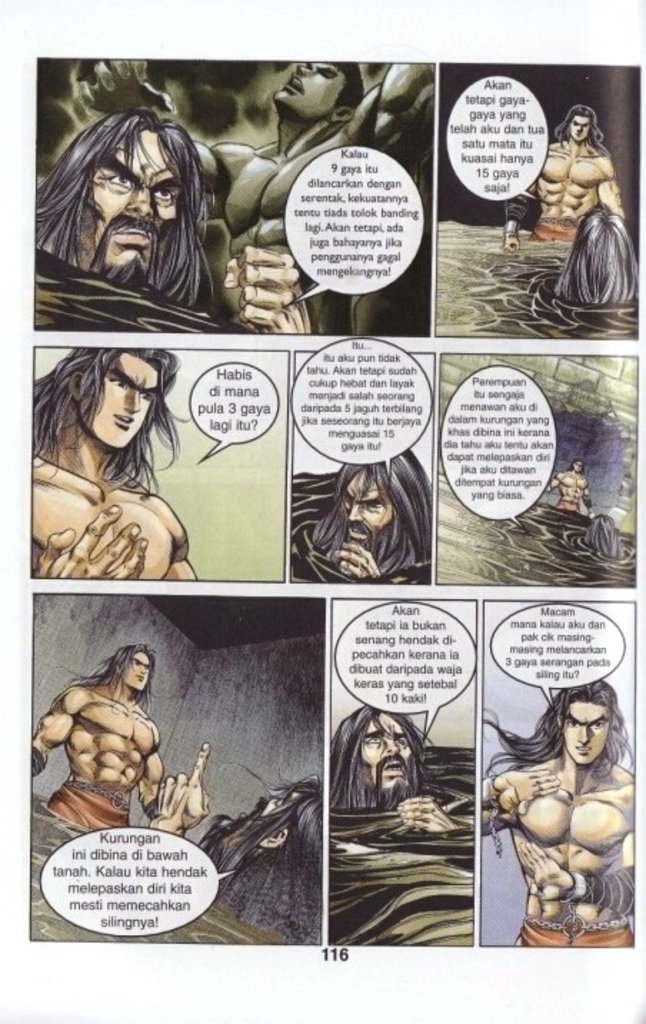 Kalau
9 gaya itu
dilancarkan dengan
serentak, kekuatannya
tentu tiada tolok banding
lagi. Akan tetapi, ada
juga bahayanya jika
penggunanya gagal
mengekangnya!
Akan
tetapi gaya-
gaya yang
telah aku dan tua
satu mata itu
kuasai hanya
15 gaya
saja!
Habis
di mana
pula 3 gaya
lagi itu?
Itu...
itu aku pun tidak
tahu. Akan tetapi sudah
cukup hebat dan layak
menjadi salah seorang
daripada 5 jaguh terbilang
jika seseorang itu bayu
menguasai 15
gaya itu!
Perempuan
itu sengaja
menawan aku di
dalam kurungan yang
khas dibina ini kerana
dia tahu aku tentu akan
dapat melepaskan diri
jika aku ditawan
ditempat kurungan
yang biasa.
Kurungan
ini dibina di bawah
tanah. Kalau kita hendak
melepaskan diri kita
mesti memecahkan
silingnya!
Akan
tetapi ia bukan
senang hendak di-
pecahkan kerana ia
dibuat daripada waja
keras yang setebal
10 kaki!
Macam
mana kalau aku dan
pak cik masing-
masing melancarkan
3 gaya serangan pada
siling itu?
116